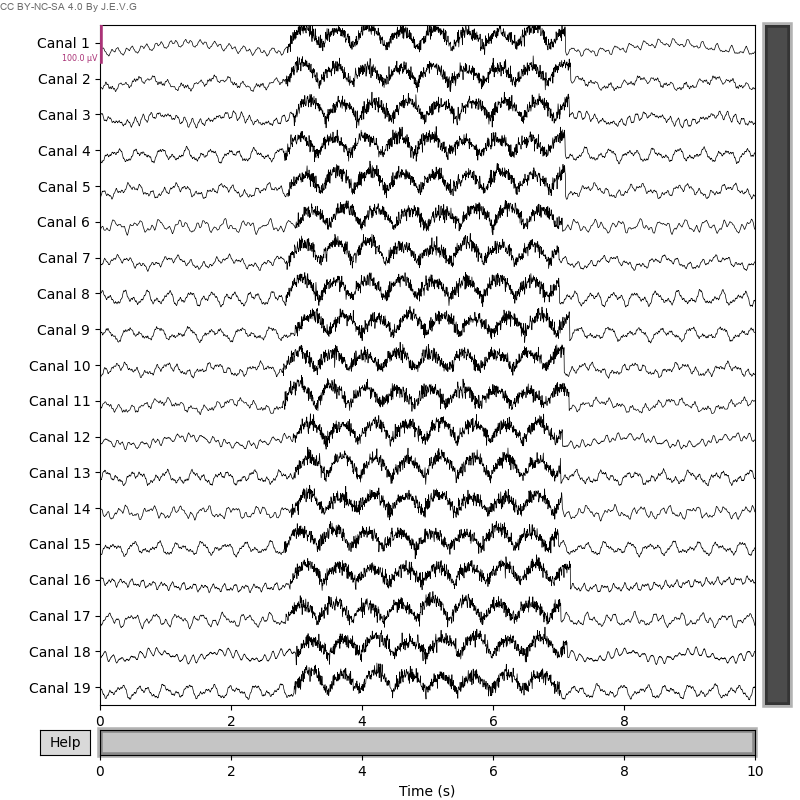 CC BY-NC-SA 4.0 By J.E.V.G
Canal 1
100.0 µV
Canal 2
Canal 3
Canal 4
Canal 5
Canal 6
Canal 7
Canal 8
Canal 9
Canal 10
Canal 11
Canal 12
Canal 13
Canal 14
Canal 15
Canal 16
Canal 17
Canal 18
Canal 19
0 2 4 6 8
Help
0 2 4 6 8 10
Time (s)